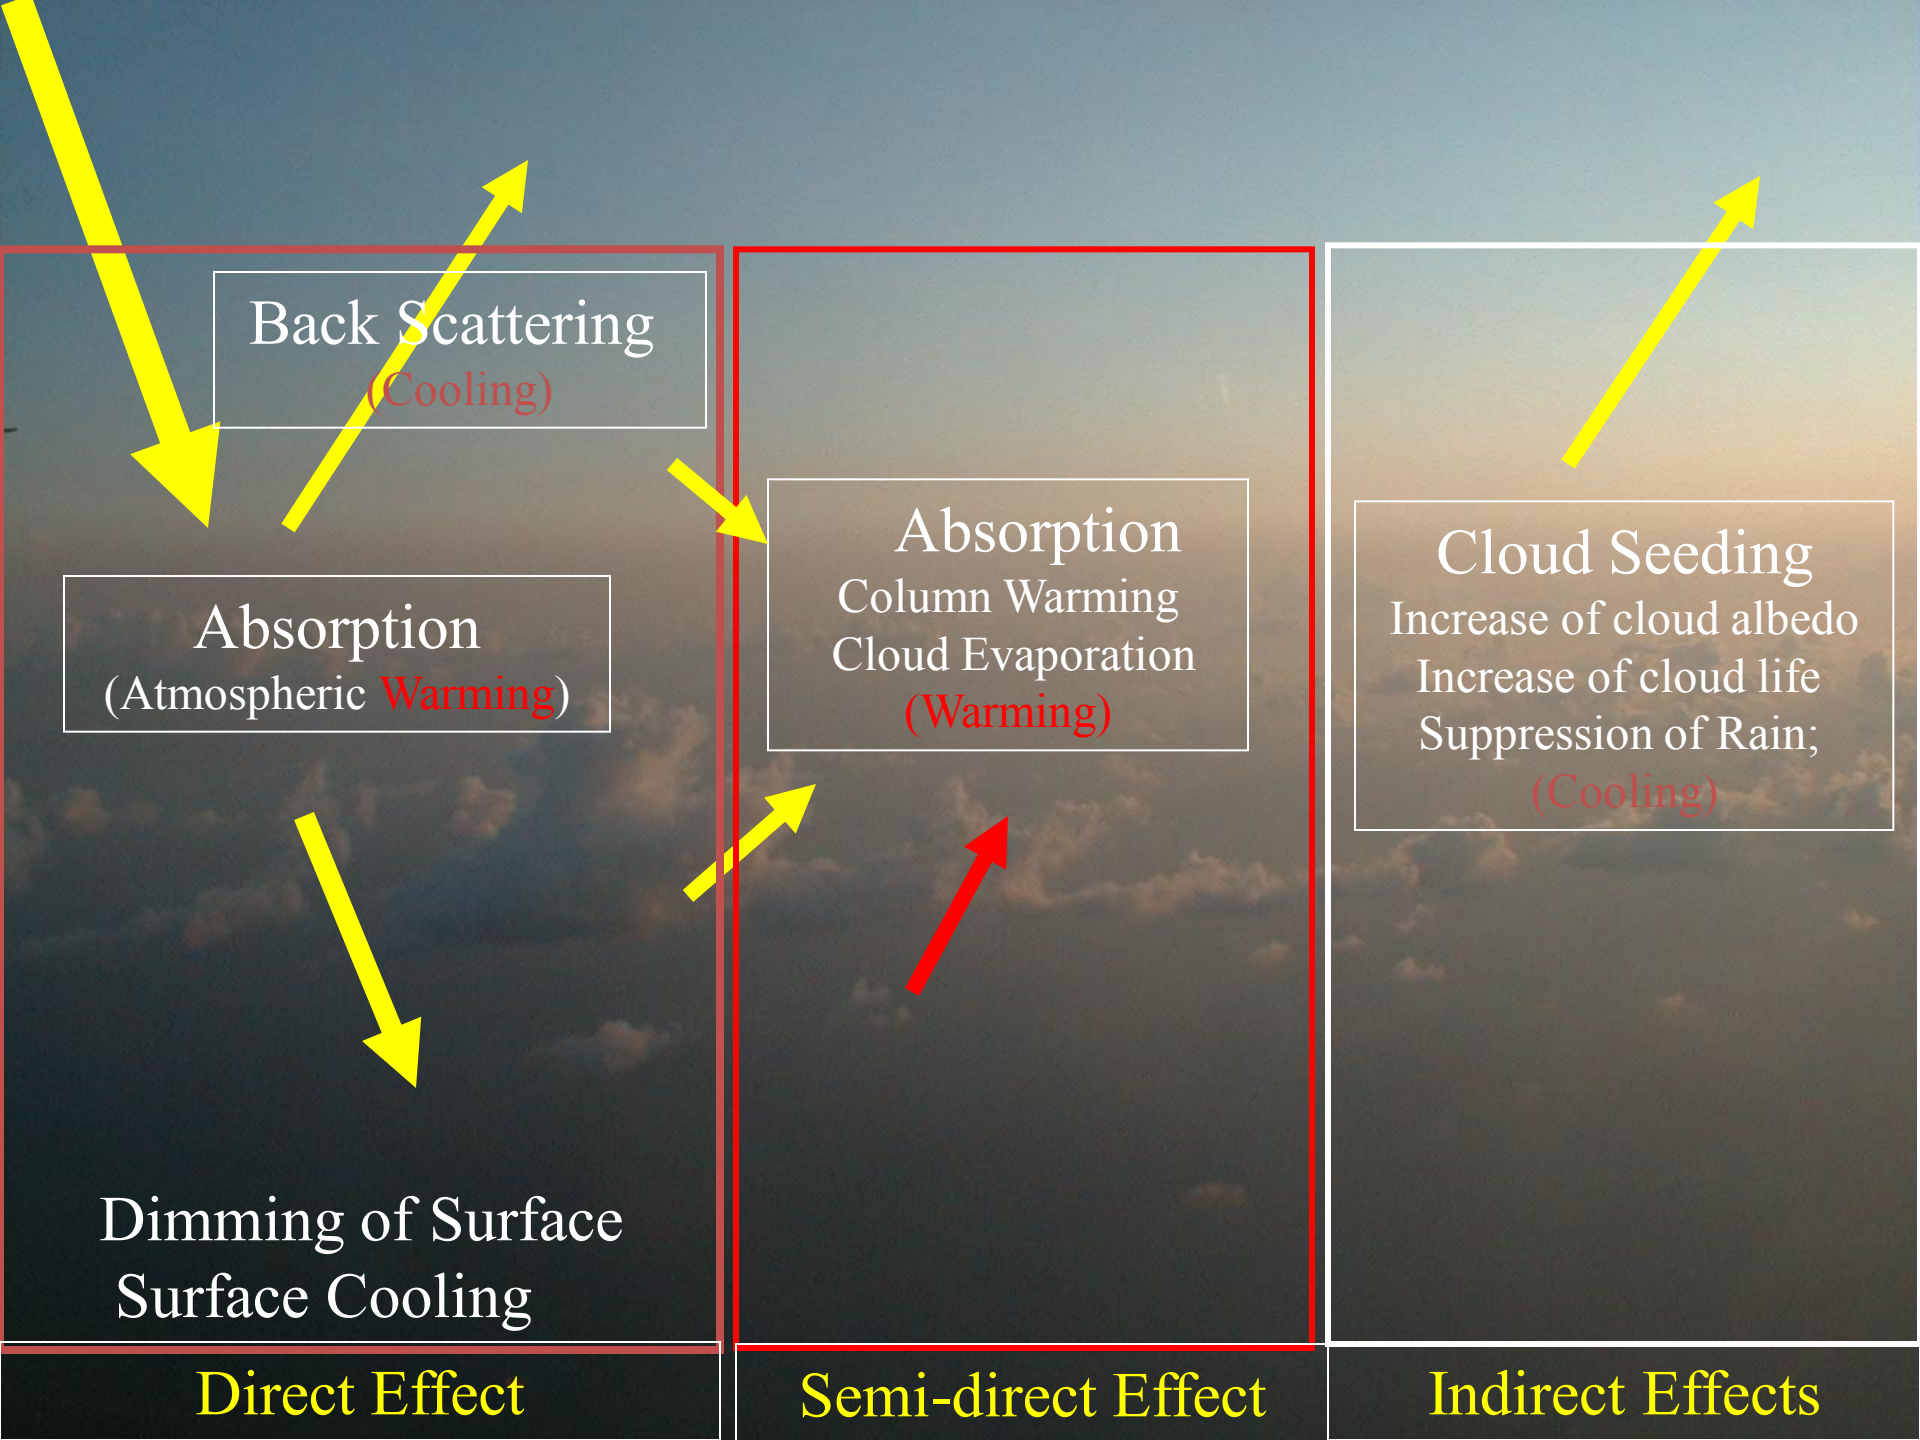 Back Scattering
(Cooling)
Absorption
(Atmospheric Warming)
Dimming of Surface
Surface Cooling
Direct Effect
Absorption
Column Warming
Cloud Evaporation
(Warming)
Semi-direct Effect
Cloud Seeding
Increase of cloud albedo
Increase of cloud life
Suppression of Rain;
(Cooling)
Indirect Effects